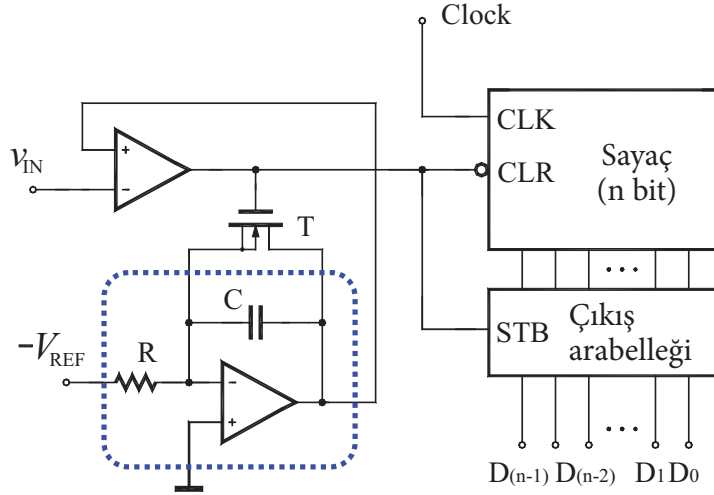 Clock
CLK
CLR
Sayaç
(n bit)
+
−
v_IN
T
C
−V_REF
R
−
+
STB
Çıkış
arabelleği
D(n-1) D(n-2) D1 D0